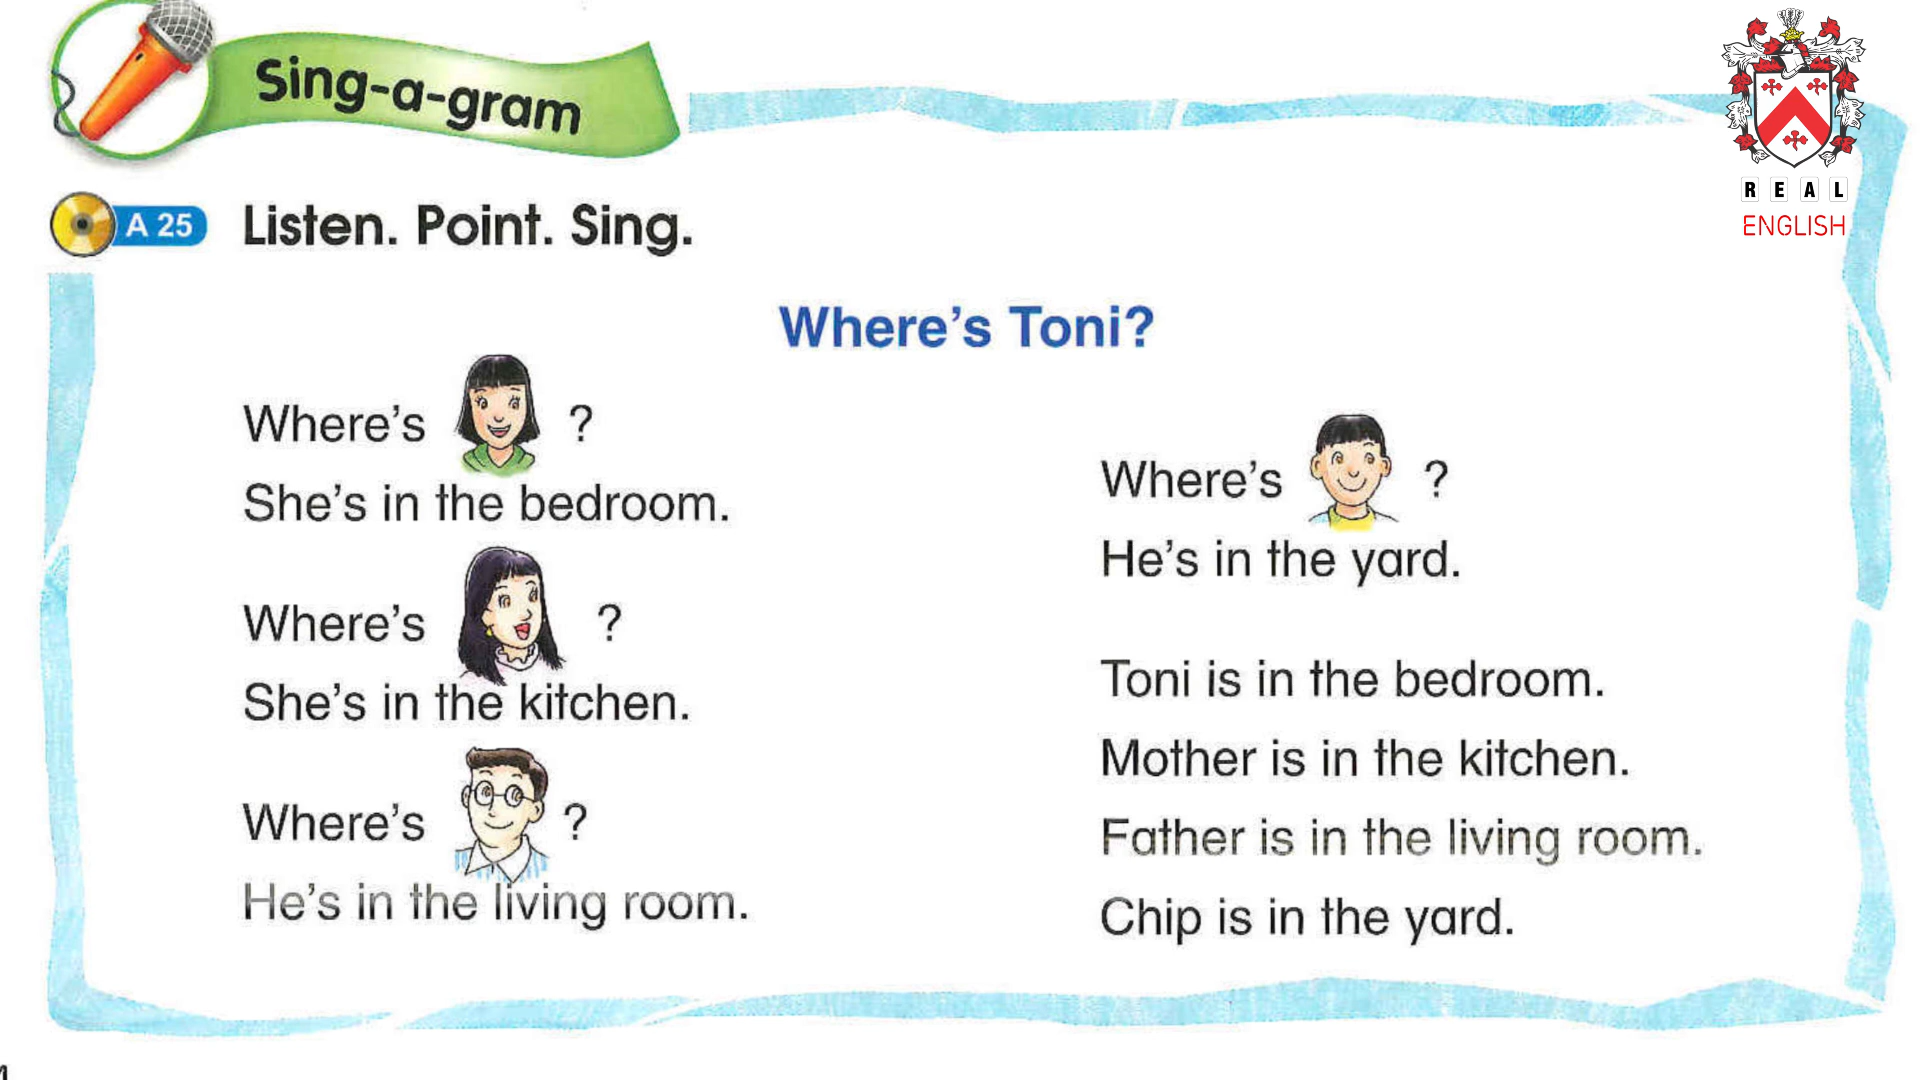 Sing-a-gram
REAL
ENGLISH
A 25 Listen. Point. Sing.
Where's Toni?
Where's ?
She's in the bedroom.
Where's ?
She's in the kitchen.
Where's ?
He's in the living room.
Where's ?
He's in the yard.
Toni is in the bedroom.
Mother is in the kitchen.
Father is in the living room.
Chip is in the yard.